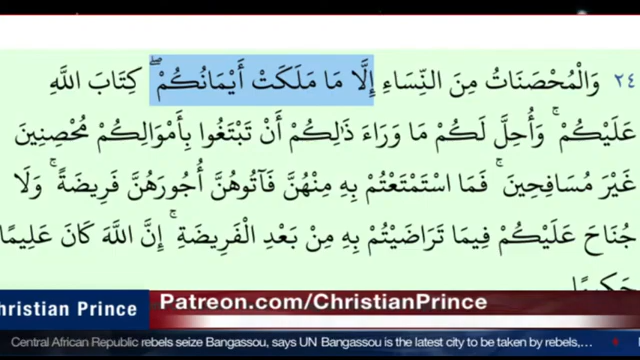 ٢٤ وَالْمُحْصَنَاتُ مِنَ النِّسَاءِ إِلَّا مَا مَلَكَتْ أَيْمَانُكُمْ ۖ كِتَابَ اللَّهِ
عَلَيْكُمْ ۚ وَأُحِلَّ لَكُمْ مَا وَرَاءَ ذَٰلِكُمْ أَنْ تَبْتَغُوا بِأَمْوَالِكُمْ مُحْصِنِينَ
غَيْرَ مُسَافِحِينَ ۚ فَمَا اسْتَمْتَعْتُمْ بِهِ مِنْهُنَّ فَآتُوهُنَّ أُجُورَهُنَّ فَرِيضَةً ۚ وَلَا
جُنَاحَ عَلَيْكُمْ فِيمَا تَرَاضَيْتُمْ بِهِ مِنْ بَعْدِ الْفَرِيضَةِ ۚ إِنَّ اللَّهَ كَانَ عَلِيمًا
hristian Prince
Patreon.com/ChristianPrince
Central African Republic rebels seize Bangassou, says UN Bangassou is the latest city to be taken by rebels,...